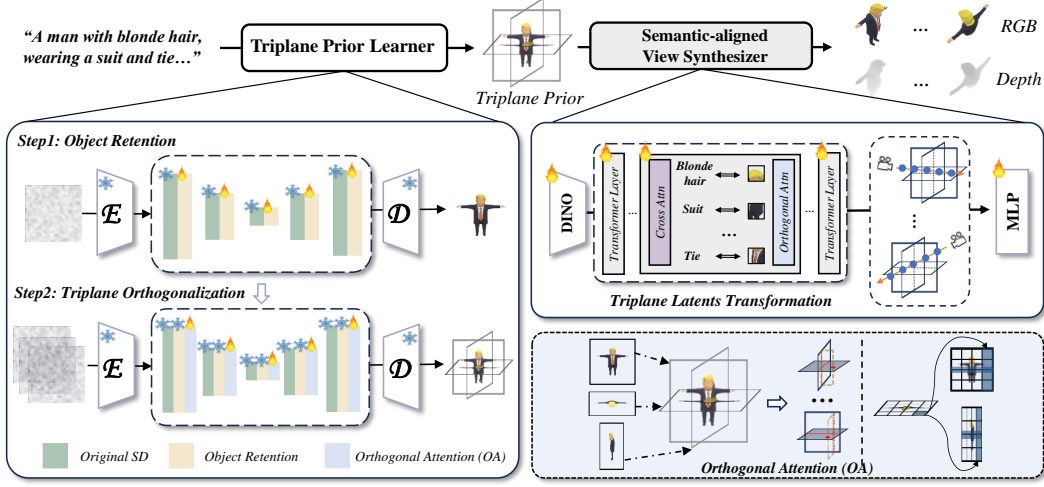 “A man with blonde hair,
wearing a suit and tie…”
Triplane Prior Learner
Triplane Prior
Semantic-aligned
View Synthesizer
...
RGB
...
Depth
Step1: Object Retention
ℰ
𝒟
Step2: Triplane Orthogonalization
ℰ
𝒟
Original SD
Object Retention
Orthogonal Attention (OA)
DINO
Transformer Layer
...
Cross Attn
Blonde
hair
Suit
...
Tie
Orthogonal Attn
...
Transformer Layer
...
MLP
Triplane Latents Transformation
...
Orthogonal Attention (OA)